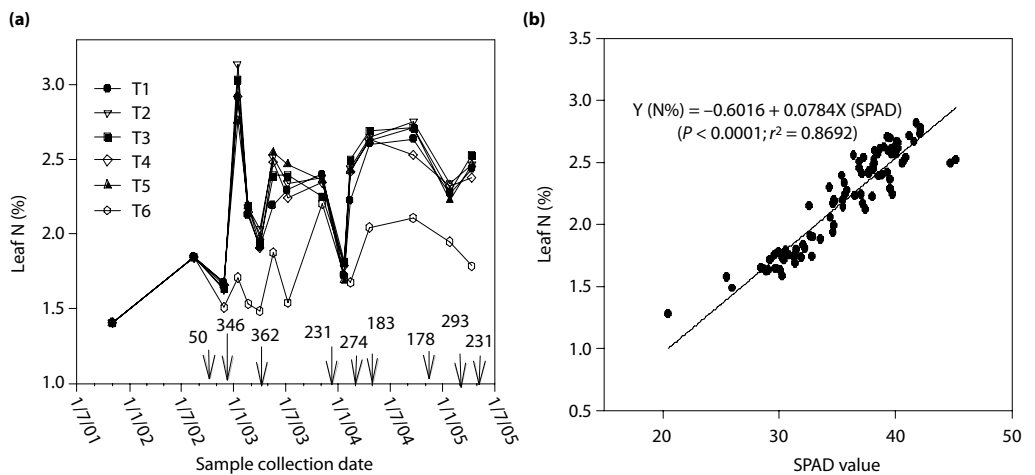 (a)
3.0
2.5
2.0
1.5
1.0
Leaf N (%)
T1
T2
T3
T4
T5
T6
50
346
362
231
274
183
178
293
231
1/7/01
1/1/02
1/7/02
1/1/03
1/7/03
1/1/04
1/7/04
1/1/05
1/7/05
Sample collection date
(b)
3.5
3.0
2.5
2.0
1.5
1.0
0.5
Leaf N (%)
Y (N%) = –0.6016 + 0.0784X (SPAD)
(P < 0.0001; r² = 0.8692)
20
30
40
50
SPAD value